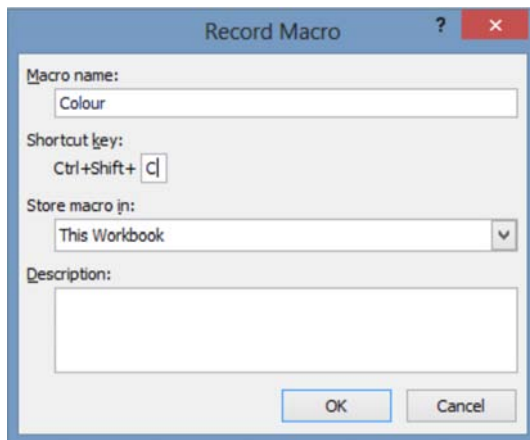 Record Macro
?
Macro name:
Colour
Shortcut key:
Ctrl+Shift+ C
Store macro in:
This Workbook
Description:
OK Cancel